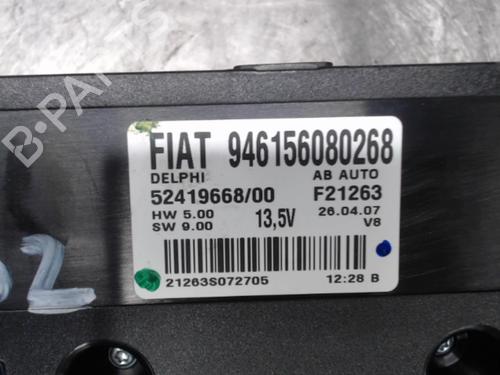 B-PARTS
FIAT 946156080268
DELPHI AB AUTO
52419668/00 F21263
HW 5.00 13,5V 26.04.07
SW 9.00 V8
21263S072705 12:28 B